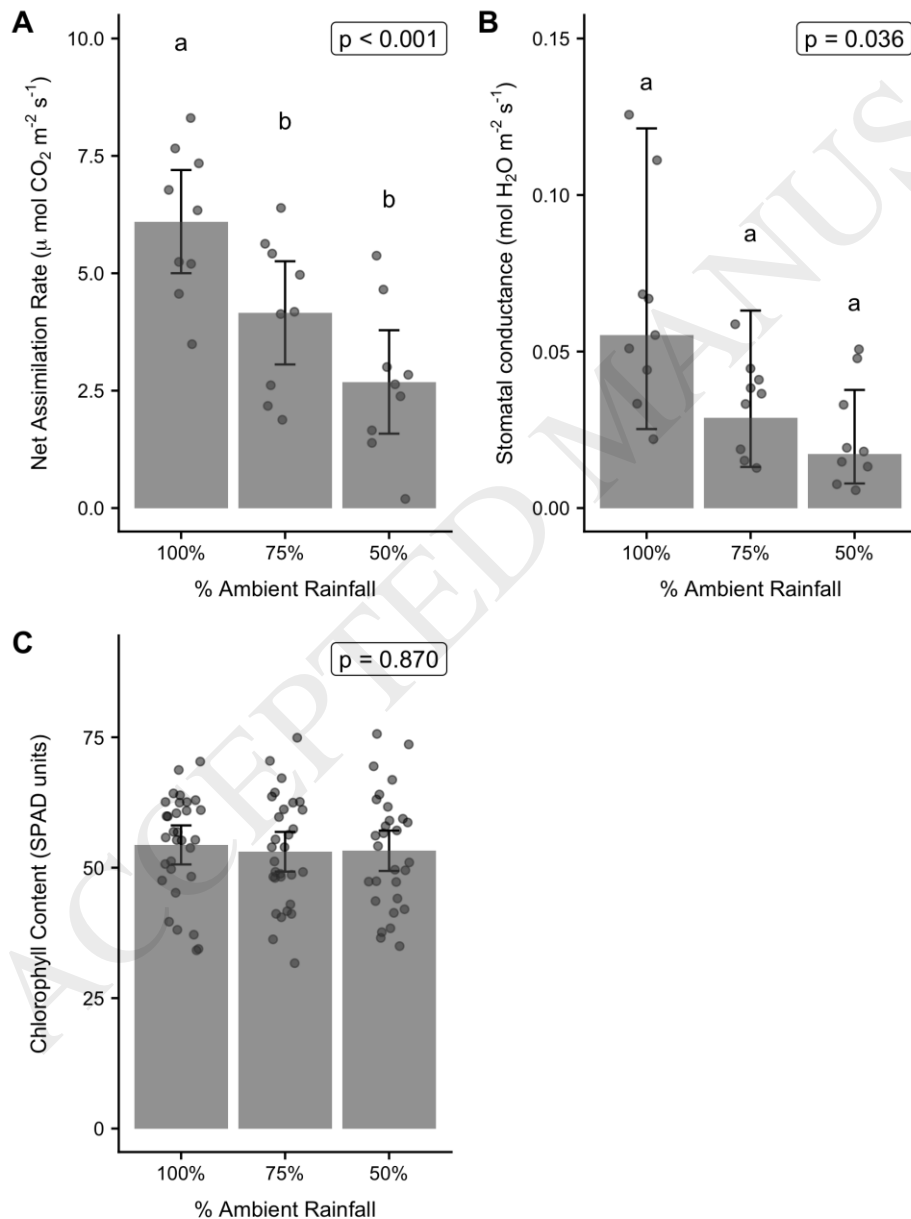 A
p < 0.001
10.0
7.5
5.0
2.5
0.0
a
b
b
Net Assimilation Rate (μ mol CO₂ m⁻² s⁻¹)
100% 75% 50%
% Ambient Rainfall
B
p = 0.036
0.15
0.10
0.05
0.00
a
a
a
Stomatal conductance (mol H₂O m⁻² s⁻¹)
100% 75% 50%
% Ambient Rainfall
C
p = 0.870
75
50
25
0
Chlorophyll Content (SPAD units)
100% 75% 50%
% Ambient Rainfall
ACCEPTED MANUS